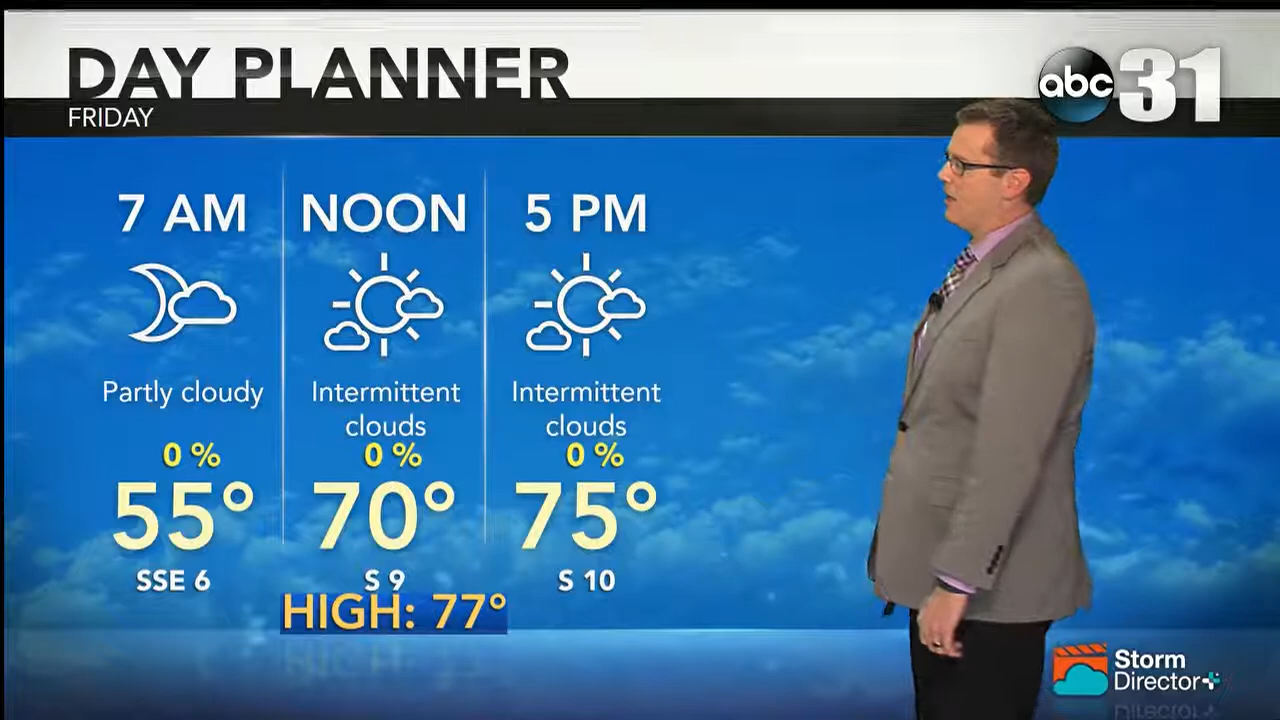 DAY PLANNER
abc 31
FRIDAY
7 AM
NOON
5 PM
Partly cloudy
Intermittent
clouds
Intermittent
clouds
0 %
0 %
0 %
55°
70°
75°
SSE 6
S 9
S 10
HIGH: 77°
Storm
Director+